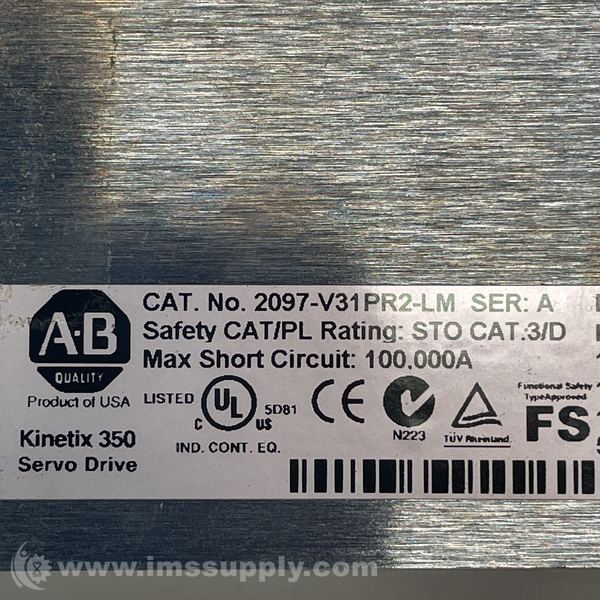 CAT. No. 2097-V31PR2-LM SER: A
Safety CAT/PL Rating: STO CAT.3/D
Max Short Circuit: 100,000A
A-B
QUALITY
Product of USA
Kinetix 350
Servo Drive
LISTED
C UL US
5D81
IND. CONT. EQ.
CE
N223
TÜV Rheinland
Functional Safety
Type Approved
FS
www.imssupply.com